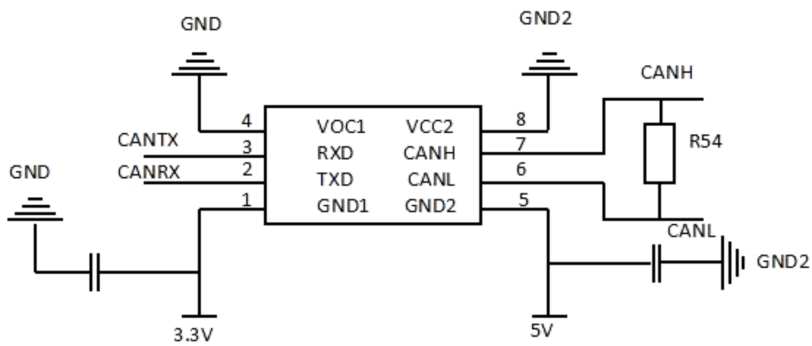 GND
GND2
CANH
4
VOC1
VCC2
8
CANTX
3
RXD
CANH
7
R54
GND
CANRX
2
TXD
CANL
6
1
GND1
GND2
5
CANL
GND2
3.3V
5V